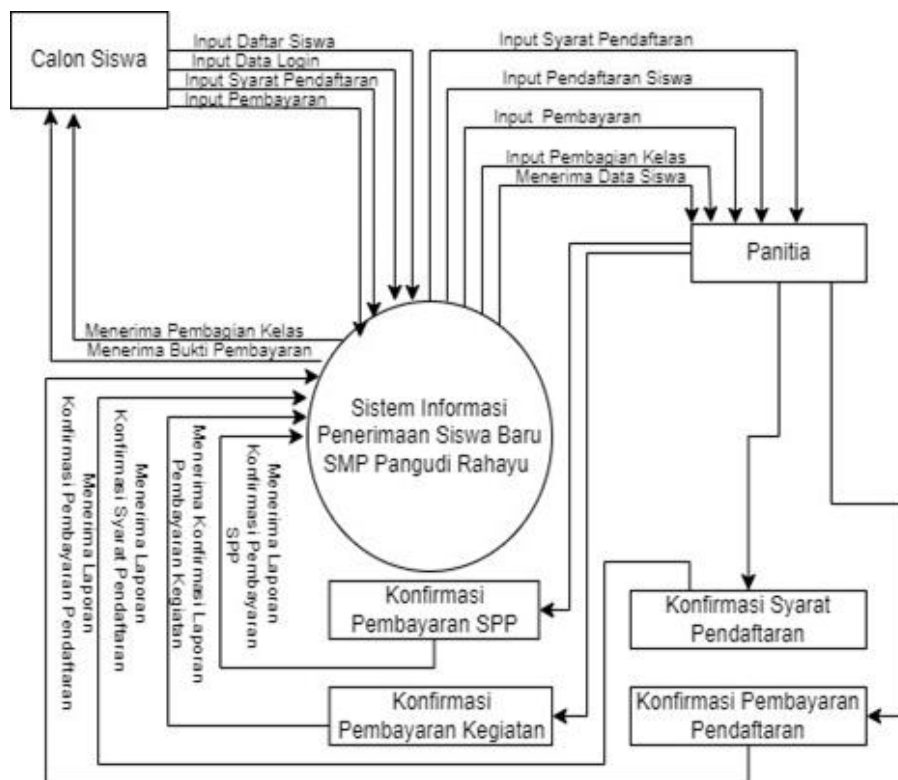 Calon Siswa
Input Daftar Siswa
Input Data Login
Input Syarat Pendaftaran
Input Pembayaran
Input Syarat Pendaftaran
Input Pendaftaran Siswa
Input Pembayaran
Input Pembagian Kelas
Menerima Data Siswa
Panitia
Menerima Pembagian Kelas
Menerima Bukti Pembayaran
Sistem Informasi
Penerimaan Siswa Baru
SMP Pangudi Rahayu
Menerima Laporan
Konfirmasi Pembayaran Pendaftaran
Menerima Laporan
Konfirmasi Syarat Pendaftaran
Menerima Konfirmasi Laporan
Pembayaran Kegiatan
Menerima Laporan
Konfirmasi Pembayaran
SPP
Konfirmasi
Pembayaran SPP
Konfirmasi Syarat
Pendaftaran
Konfirmasi
Pembayaran Kegiatan
Konfirmasi Pembayaran
Pendaftaran